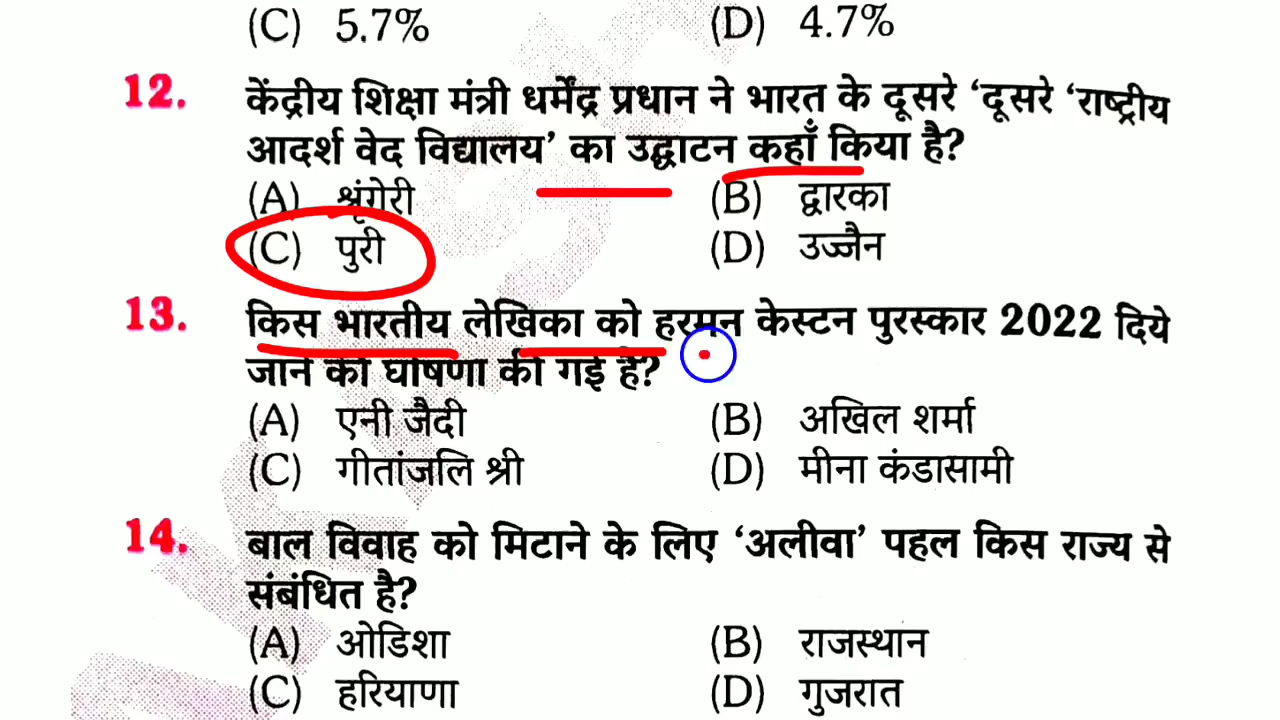 (C) 5.7% (D) 4.7%
12. केंद्रीय शिक्षा मंत्री धर्मेंद्र प्रधान ने भारत के दूसरे ‘दूसरे ‘राष्ट्रीय
आदर्श वेद विद्यालय’ का उद्घाटन कहाँ किया है?
(A) श्रृंगेरी (B) द्वारका
(C) पुरी (D) उज्जैन
13. किस भारतीय लेखिका को हरमन केस्टन पुरस्कार 2022 दिये
जाने की घोषणा की गई है?
(A) एनी जैदी (B) अखिल शर्मा
(C) गीतांजलि श्री (D) मीना कंडासामी
14. बाल विवाह को मिटाने के लिए ‘अलीवा’ पहल किस राज्य से
संबंधित है?
(A) ओडिशा (B) राजस्थान
(C) हरियाणा (D) गुजरात